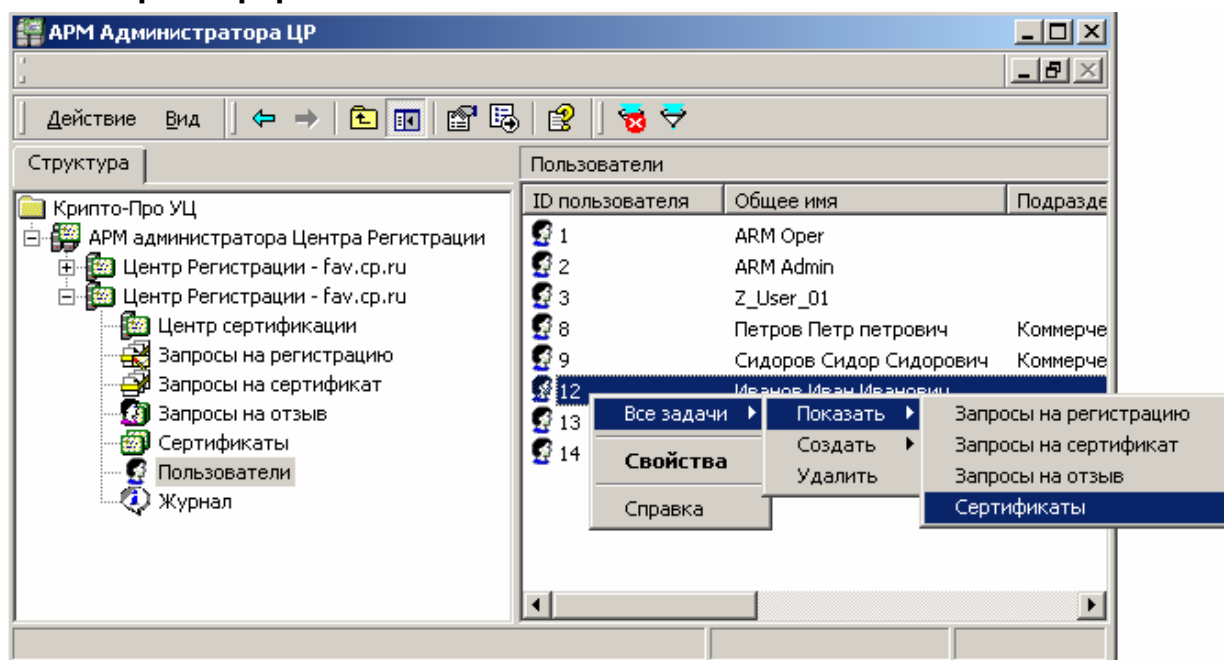 АРМ Администратора ЦР
Действие Вид
Структура
Пользователи
Крипто-Про УЦ
АРМ администратора Центра Регистрации
Центр Регистрации - fav.cp.ru
Центр Регистрации - fav.cp.ru
Центр сертификации
Запросы на регистрацию
Запросы на сертификат
Запросы на отзыв
Сертификаты
Пользователи
Журнал
ID пользователя Общее имя Подразде
1 ARM Oper
2 ARM Admin
3 Z_User_01
8 Петров Петр петрович Коммерче
9 Сидоров Сидор Сидорович Коммерче
12 Иванов Иван Иванович
13
14
Все задачи
Свойства
Справка
Показать
Создать
Удалить
Запросы на регистрацию
Запросы на сертификат
Запросы на отзыв
Сертификаты